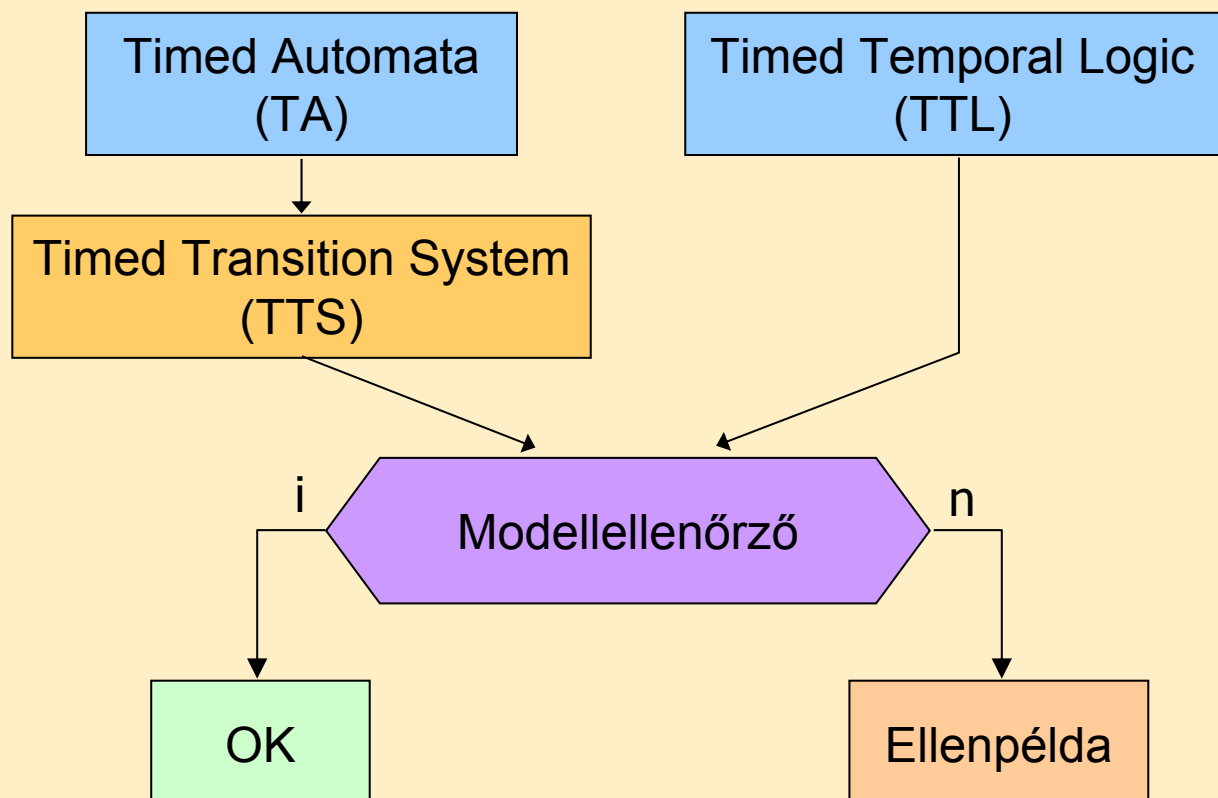 Timed Automata
(TA)
Timed Temporal Logic
(TTL)
Timed Transition System
(TTS)
i
Modellellenőrző
n
OK
Ellenpélda